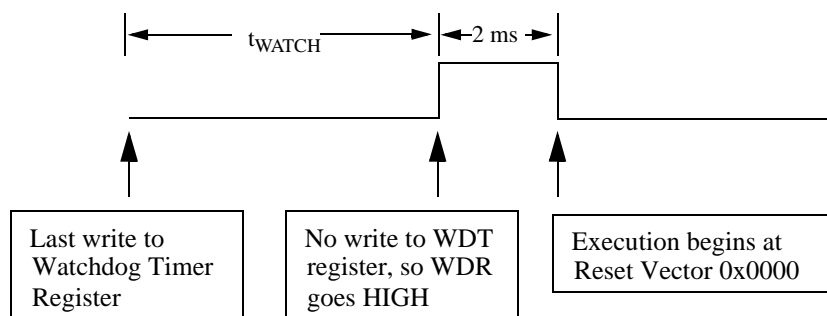 tWATCH
2 ms
Last write to
Watchdog Timer
Register
No write to WDT
register, so WDR
goes HIGH
Execution begins at
Reset Vector 0x0000